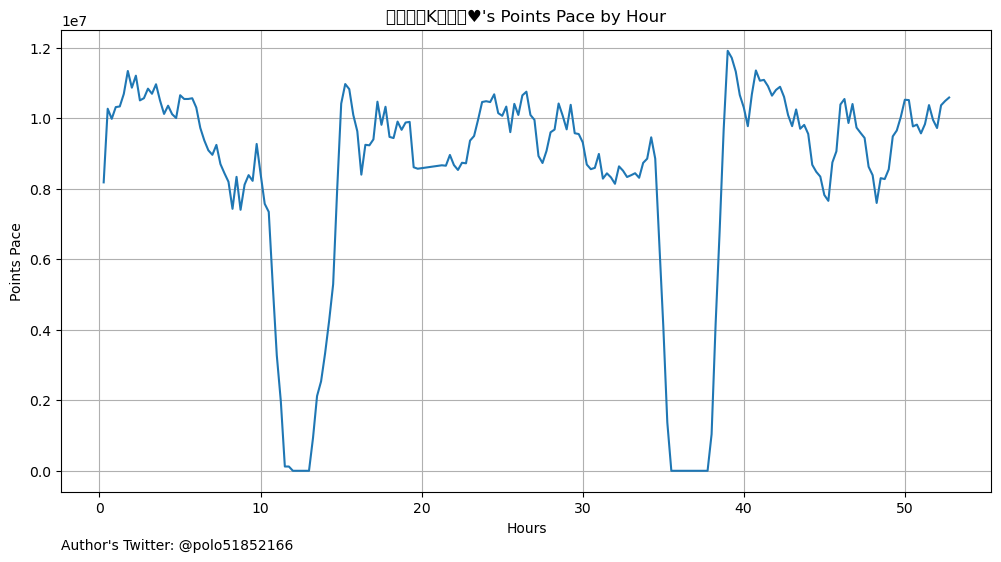 ▯▯▯▯K▯▯▯♥'s Points Pace by Hour
1e7
1.2
1.0
0.8
0.6
0.4
0.2
0.0
Points Pace
0 10 20 30 40 50
Hours
Author's Twitter: @polo51852166